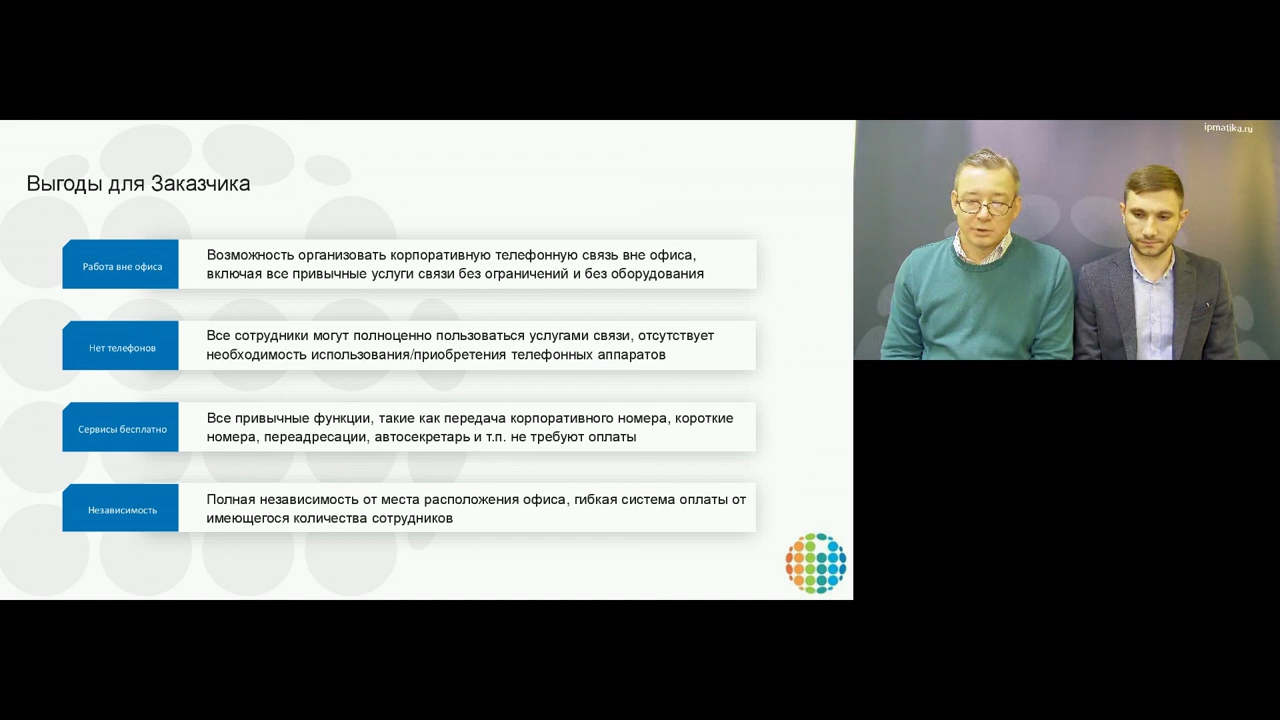 Выгоды для Заказчика
Работа вне офиса
Возможность организовать корпоративную телефонную связь вне офиса,
включая все привычные услуги связи без ограничений и без оборудования
Нет телефонов
Все сотрудники могут полноценно пользоваться услугами связи, отсутствует
необходимость использования/приобретения телефонных аппаратов
Сервисы бесплатно
Все привычные функции, такие как передача корпоративного номера, короткие
номера, переадресации, автосекретарь и т.п. не требуют оплаты
Независимость
Полная независимость от места расположения офиса, гибкая система оплаты от
имеющегося количества сотрудников
ipmatika.ru